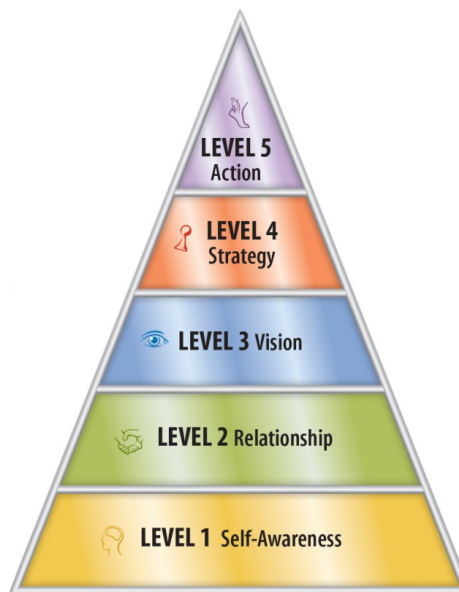 LEVEL 5
Action
LEVEL 4
Strategy
LEVEL 3 Vision
LEVEL 2 Relationship
LEVEL 1 Self-Awareness